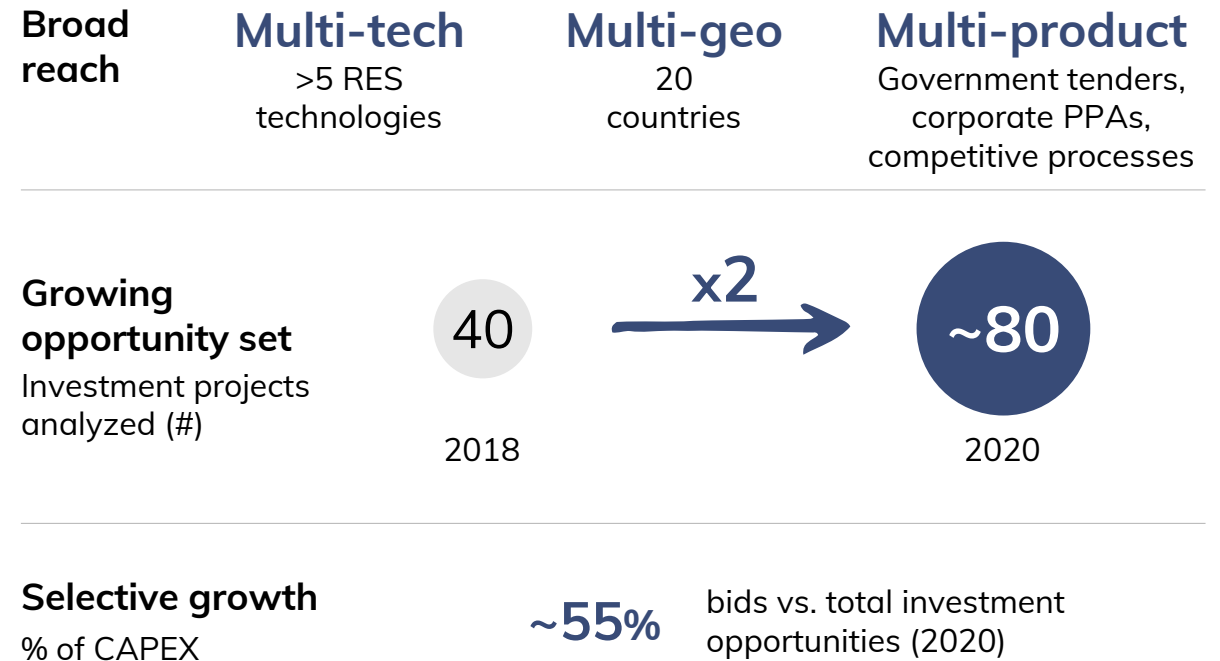 Broad
reach
Multi-tech
>5 RES
technologies
Multi-geo
20
countries
Multi-product
Government tenders,
corporate PPAs,
competitive processes
Growing
opportunity set
Investment projects
analyzed (#)
40
2018
x2
~80
2020
Selective growth
% of CAPEX
~55%
bids vs. total investment
opportunities (2020)